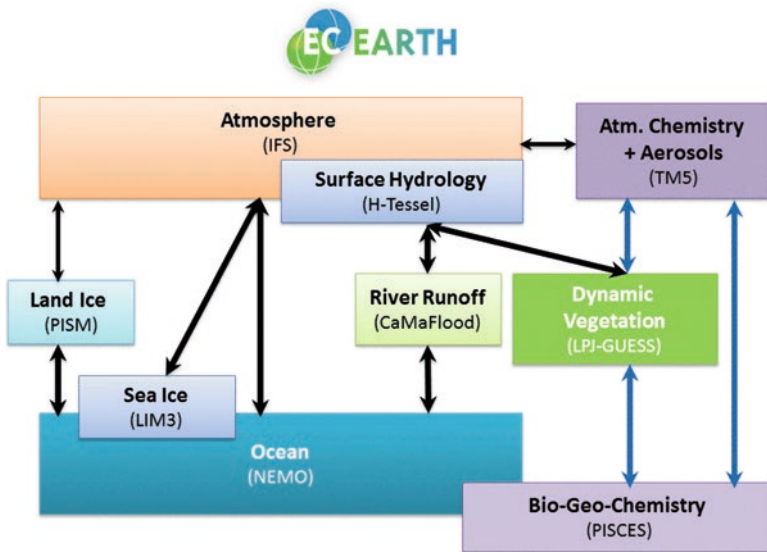 EC EARTH
Atmosphere
(IFS)
Surface Hydrology
(H-Tessel)
Atm. Chemistry
+ Aerosols
(TM5)
Land Ice
(PISM)
River Runoff
(CaMaFlood)
Dynamic
Vegetation
(LPJ-GUESS)
Sea Ice
(LIM3)
Ocean
(NEMO)
Bio-Geo-Chemistry
(PISCES)